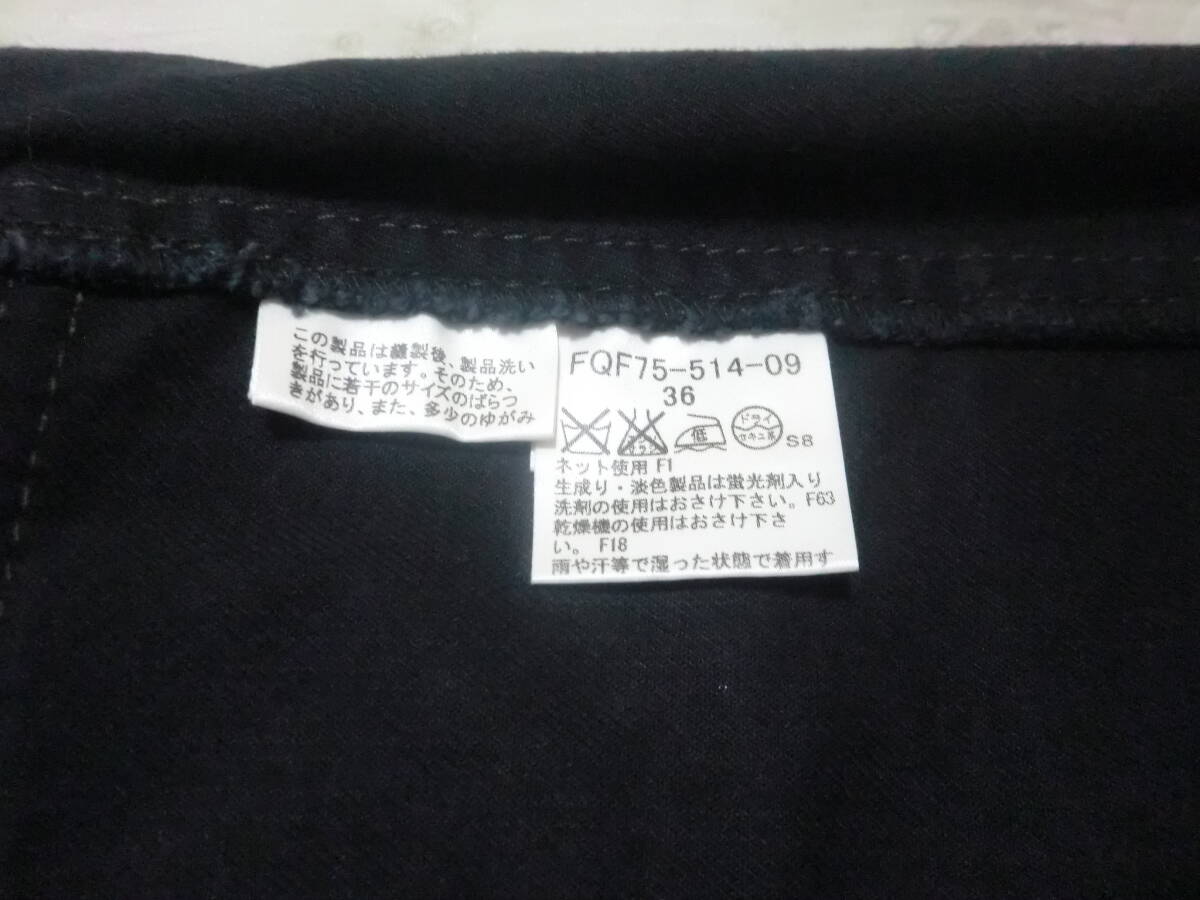 この製品は縫製後、製品洗い
を行っています。そのため、
製品に若干のサイズのばらつ
きがあり、また、多少のゆがみ
FQF75-514-09
36
低
ドライ
セキユ系
S8
ネット使用 F1
生成り・淡色製品は蛍光剤入り
洗剤の使用はおさけ下さい。F63
乾燥機の使用はおさけ下さ
い。 F18
雨や汗等で湿った状態で着用す